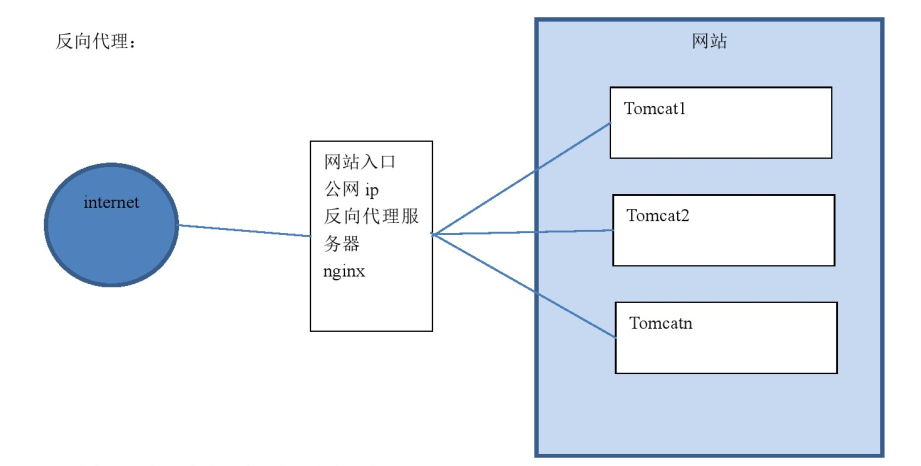 反向代理：
网站
internet
网站入口
公网 ip
反向代理服
务器
nginx
Tomcat1
Tomcat2
Tomcatn